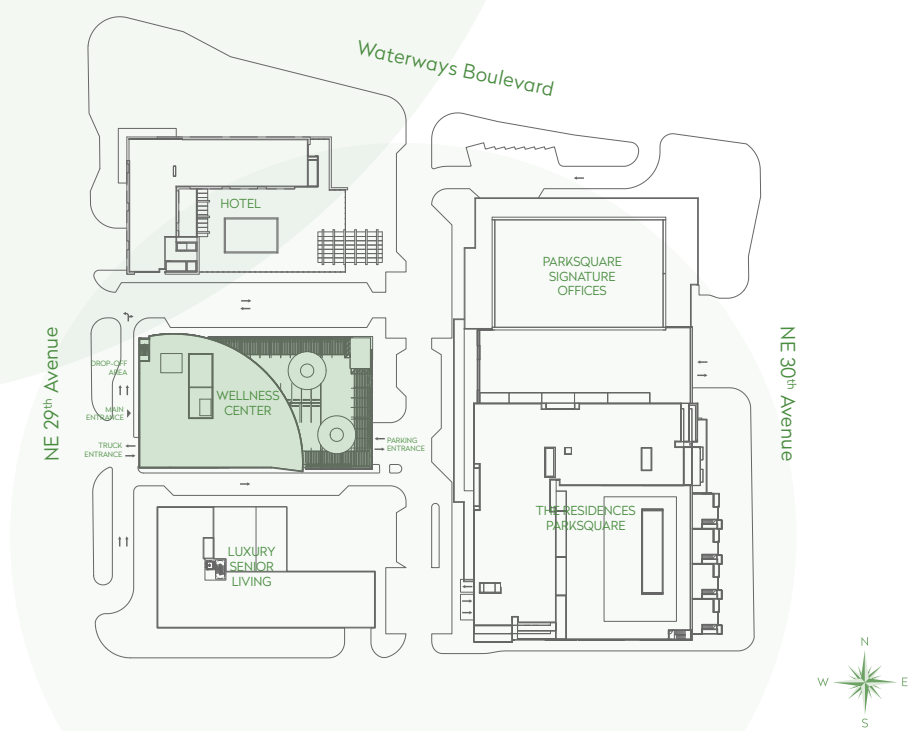 Waterways Boulevard
HOTEL
PARKSQUARE
SIGNATURE
OFFICES
NE 29th Avenue
NE 30th Avenue
DROP-OFF
AREA
MAIN
ENTRANCE
TRUCK
ENTRANCE
WELLNESS
CENTER
PARKING
ENTRANCE
THE RESIDENCES
PARKSQUARE
LUXURY
SENIOR
LIVING
N
W E
S